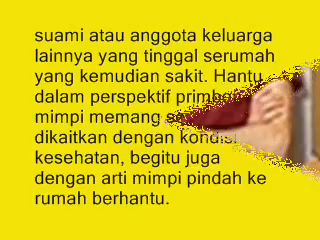 suami atau anggota keluarga
lainnya yang tinggal serumah
yang kemudian sakit. Hantu
dalam perspektif
mimpi memang
dikaitkan dengan kondisi
kesehatan, begitu juga
dengan arti mimpi pindah ke
rumah berhantu.